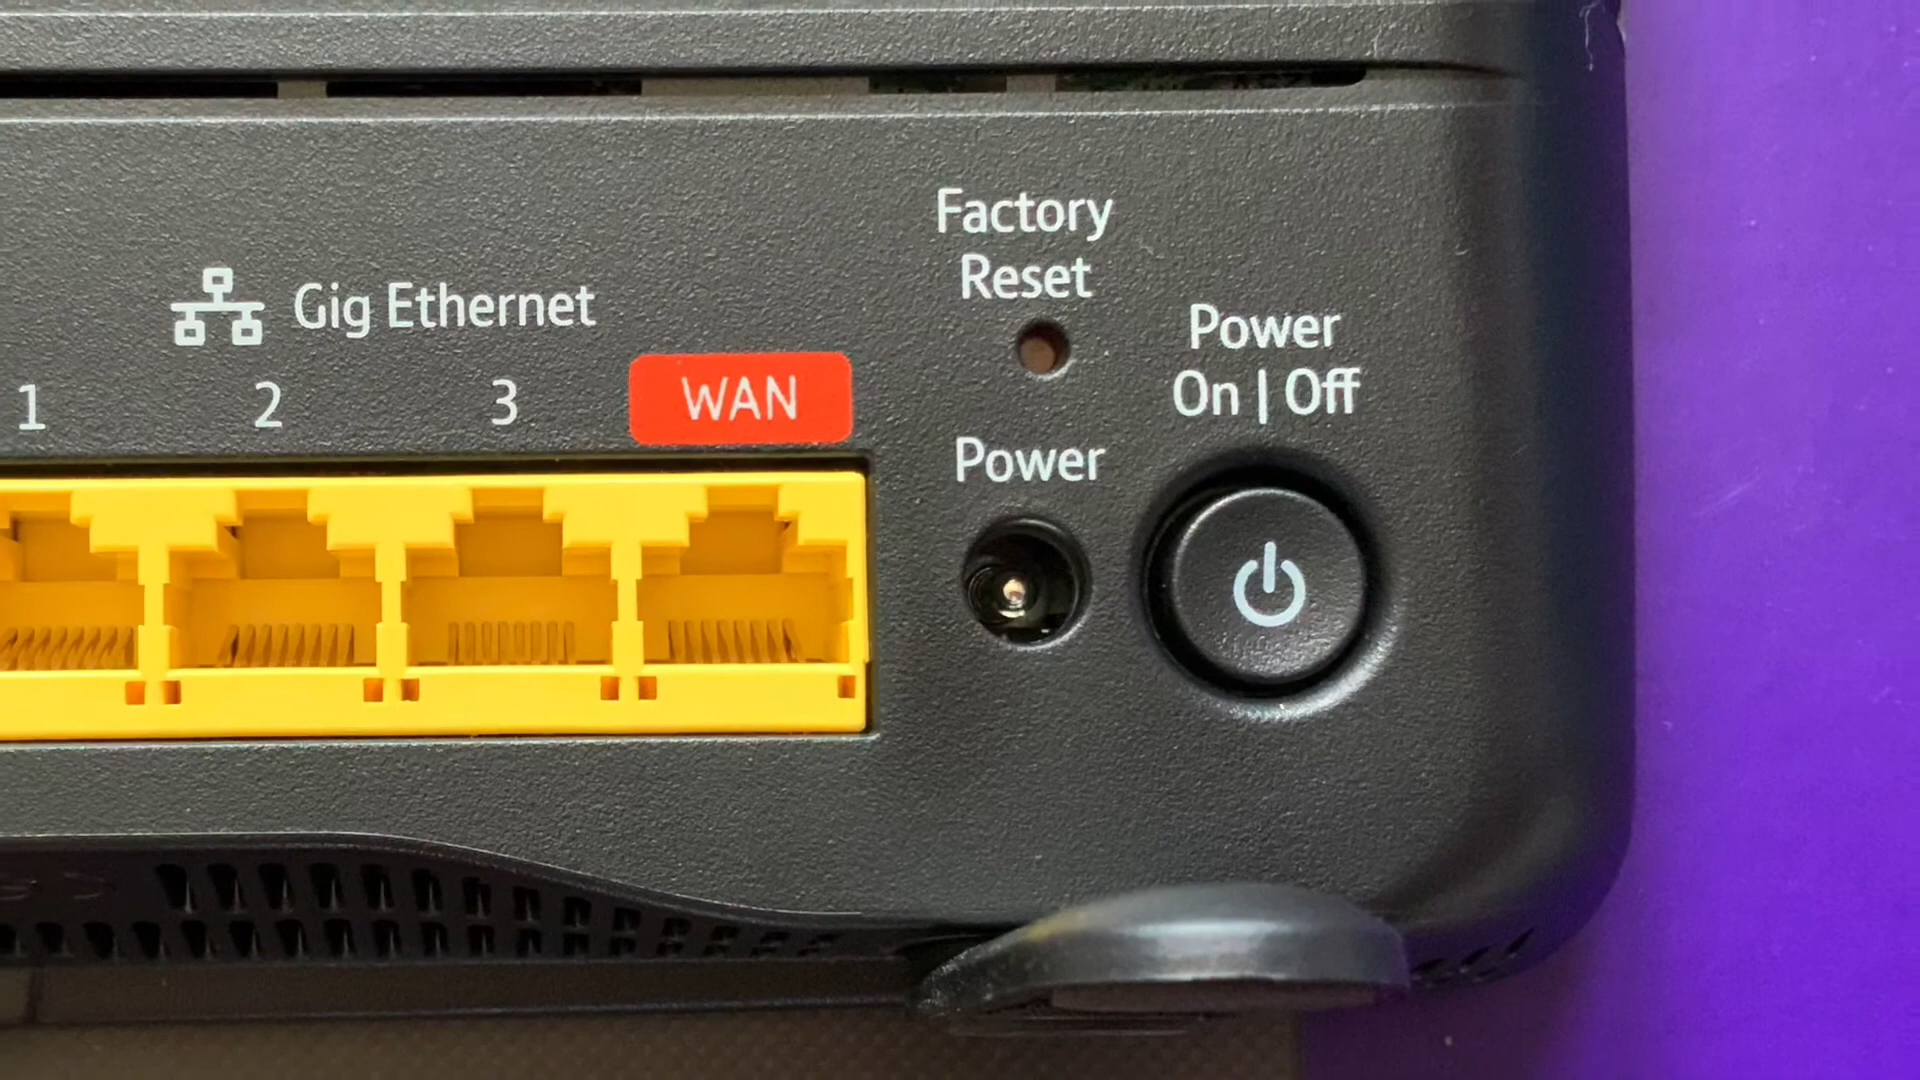 Factory
Reset
Gig Ethernet
Power
On | Off
1 2 3 WAN
Power